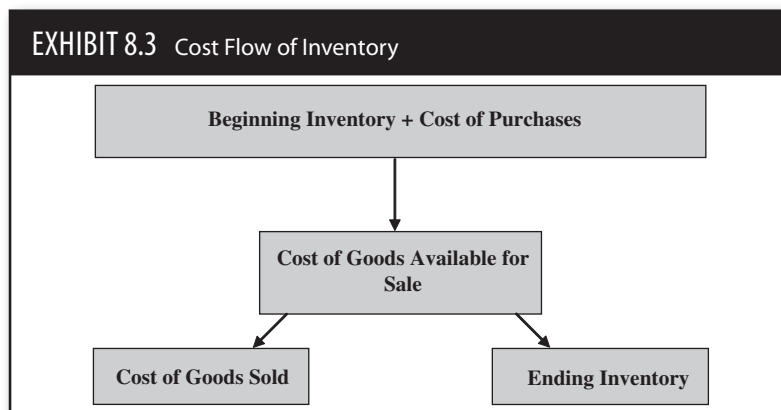 EXHIBIT 8.3 Cost Flow of Inventory
Beginning Inventory + Cost of Purchases
Cost of Goods Available for
Sale
Cost of Goods Sold
Ending Inventory